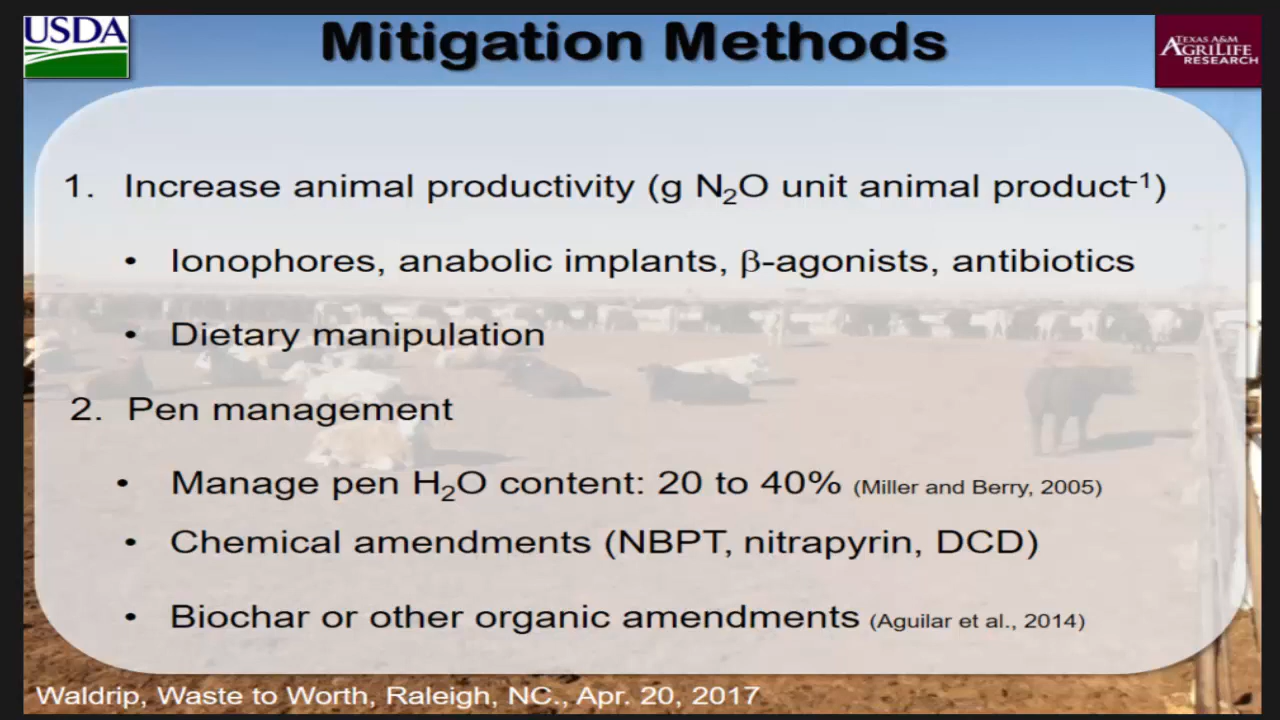 USDA
Mitigation Methods
TEXAS A&M
AGRILIFE
RESEARCH
1. Increase animal productivity (g N₂O unit animal product⁻¹)
• Ionophores, anabolic implants, β-agonists, antibiotics
• Dietary manipulation
2. Pen management
• Manage pen H₂O content: 20 to 40% (Miller and Berry, 2005)
• Chemical amendments (NBPT, nitrapyrin, DCD)
• Biochar or other organic amendments (Aguilar et al., 2014)
Waldrip, Waste to Worth, Raleigh, NC., Apr. 20, 2017